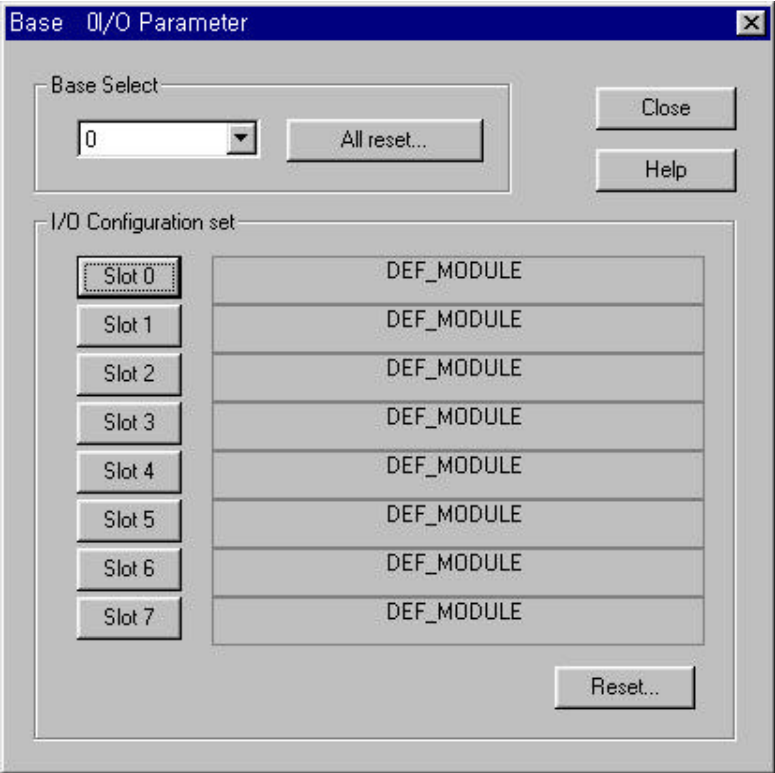 Base 0I/O Parameter
Base Select
0
All reset...
Close
Help
I/O Configuration set
Slot 0 DEF_MODULE
Slot 1 DEF_MODULE
Slot 2 DEF_MODULE
Slot 3 DEF_MODULE
Slot 4 DEF_MODULE
Slot 5 DEF_MODULE
Slot 6 DEF_MODULE
Slot 7 DEF_MODULE
Reset...